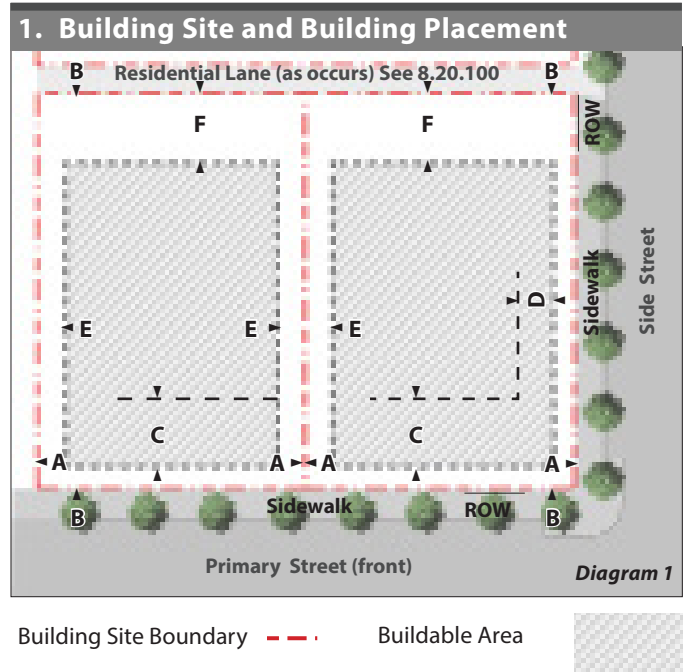 1. Building Site and Building Placement
B Residential Lane (as occurs) See 8.20.100 B
F F ROW
Side Street
Sidewalk
D
E E E
C C
A A A A
Sidewalk ROW
B B
Primary Street (front)
Diagram 1
Building Site Boundary Buildable Area